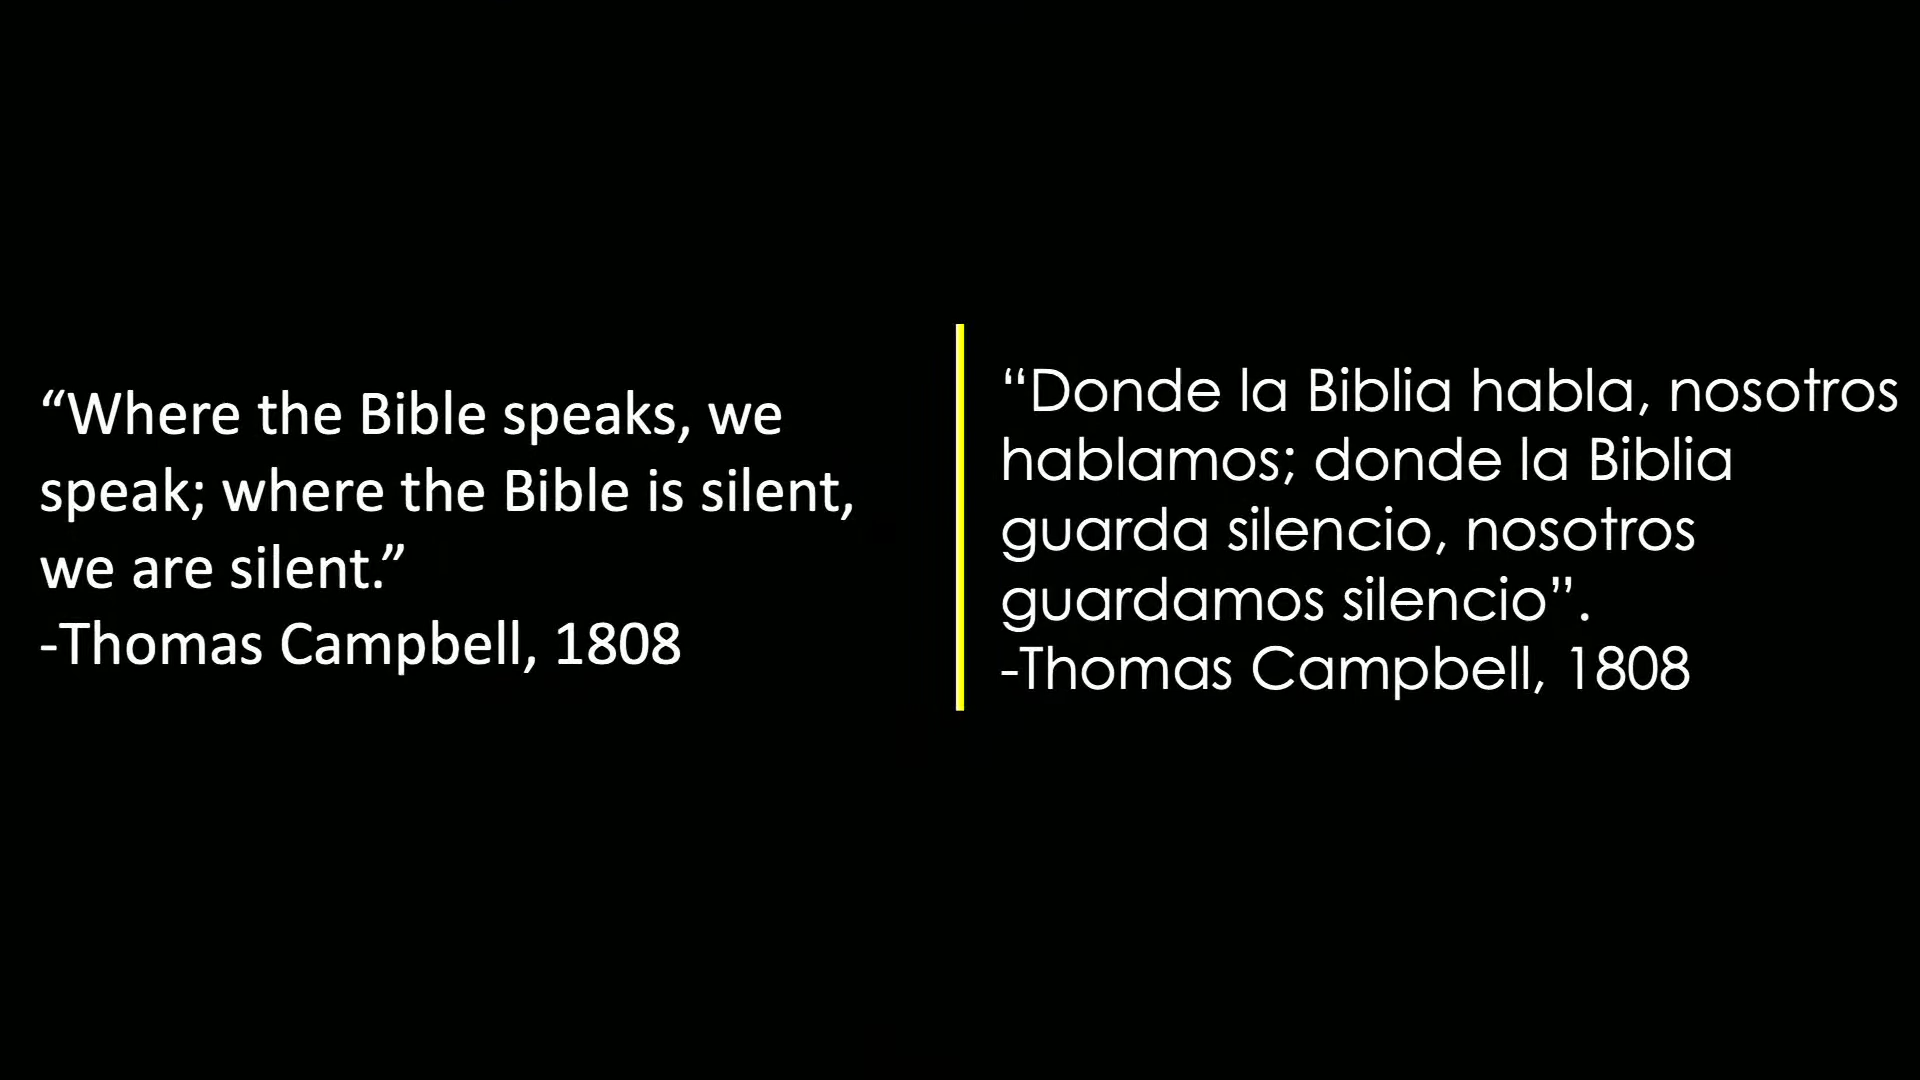 “Where the Bible speaks, we
speak; where the Bible is silent,
we are silent.”
-Thomas Campbell, 1808
“Donde la Biblia habla, nosotros
hablamos; donde la Biblia
guarda silencio, nosotros
guardamos silencio”.
-Thomas Campbell, 1808